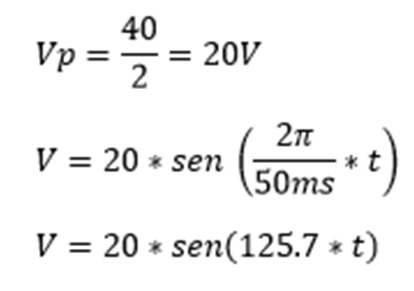 Vp = 40/2 = 20V
V = 20 * sen (2π/50ms * t)
V = 20 * sen(125.7 * t)